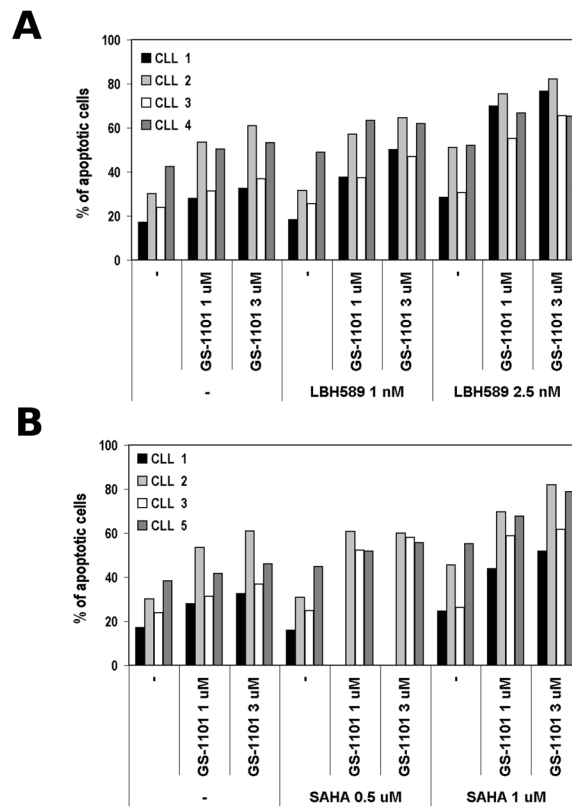 A
100
80
60
40
20
0
% of apoptotic cells
CLL 1
CLL 2
CLL 3
CLL 4
-
GS-1101 1 uM
GS-1101 3 uM
-
GS-1101 1 uM
GS-1101 3 uM
-
GS-1101 1 uM
GS-1101 3 uM
-
LBH589 1 nM
LBH589 2.5 nM
B
100
80
60
40
20
0
% of apoptotic cells
CLL 1
CLL 2
CLL 3
CLL 5
-
GS-1101 1 uM
GS-1101 3 uM
-
GS-1101 1 uM
GS-1101 3 uM
-
GS-1101 1 uM
GS-1101 3 uM
-
SAHA 0.5 uM
SAHA 1 uM